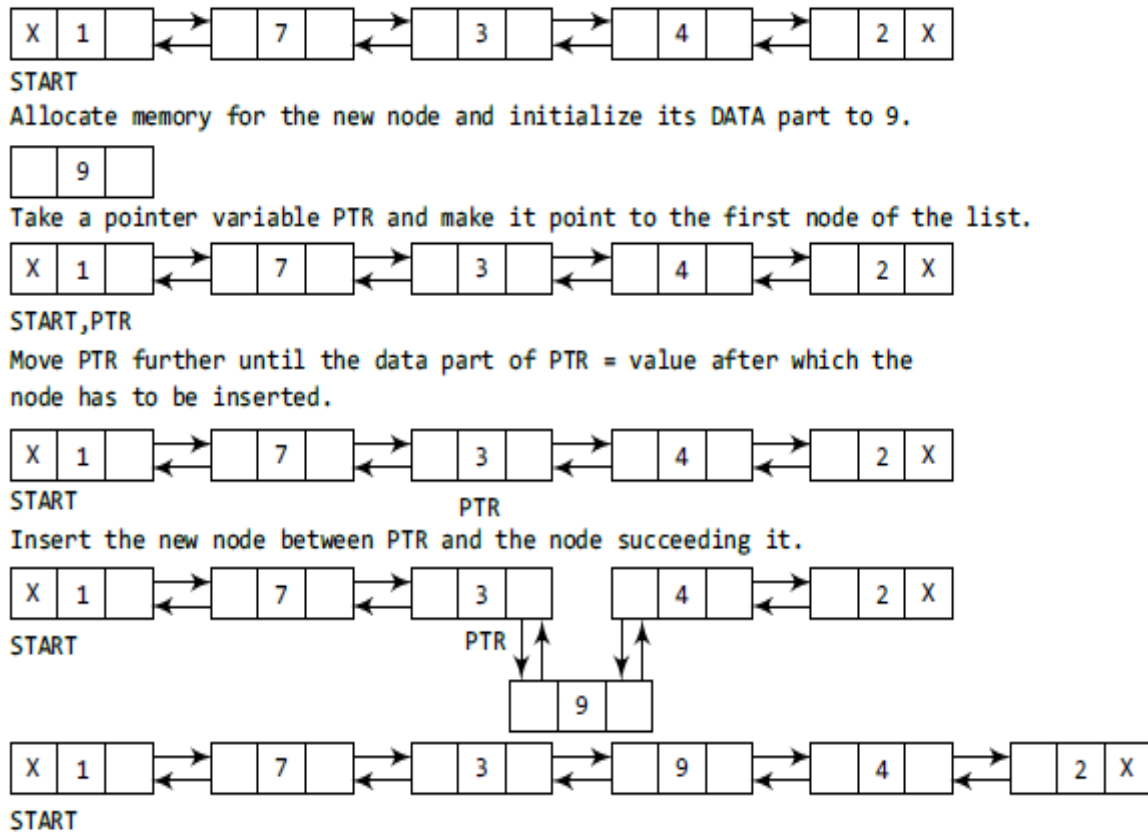 X 1 7 3 4 2 X
START
Allocate memory for the new node and initialize its DATA part to 9.
9
Take a pointer variable PTR and make it point to the first node of the list.
X 1 7 3 4 2 X
START,PTR
Move PTR further until the data part of PTR = value after which the
node has to be inserted.
X 1 7 3 4 2 X
START PTR
Insert the new node between PTR and the node succeeding it.
X 1 7 3 4 2 X
START PTR
9
X 1 7 3 9 4 2 X
START